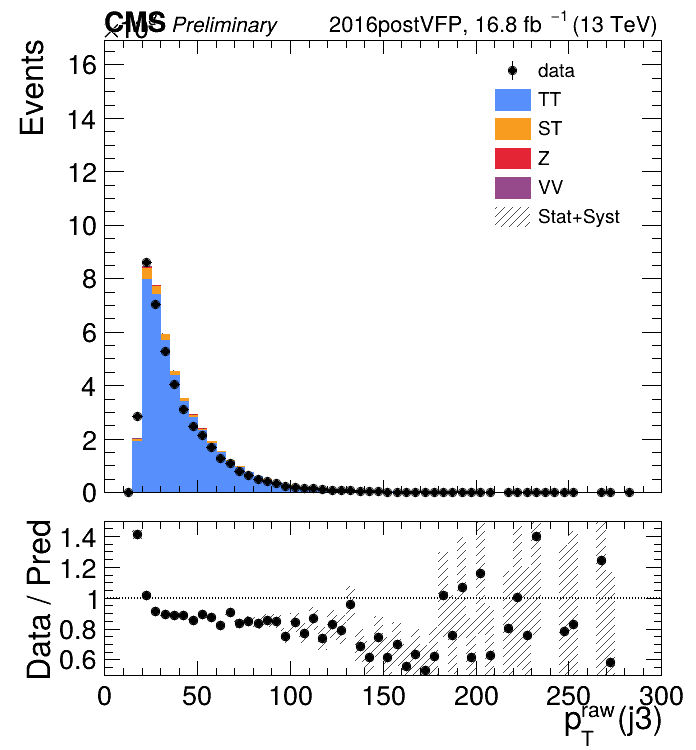 CMS Preliminary 2016postVFP, 16.8 fb⁻¹ (13 TeV)
Events
16
14
12
10
8
6
4
2
0
data
TT
ST
Z
VV
Stat+Syst
Data / Pred
1.4
1.2
1
0.8
0.6
0 50 100 150 200 250 300
p_T^raw (j3)